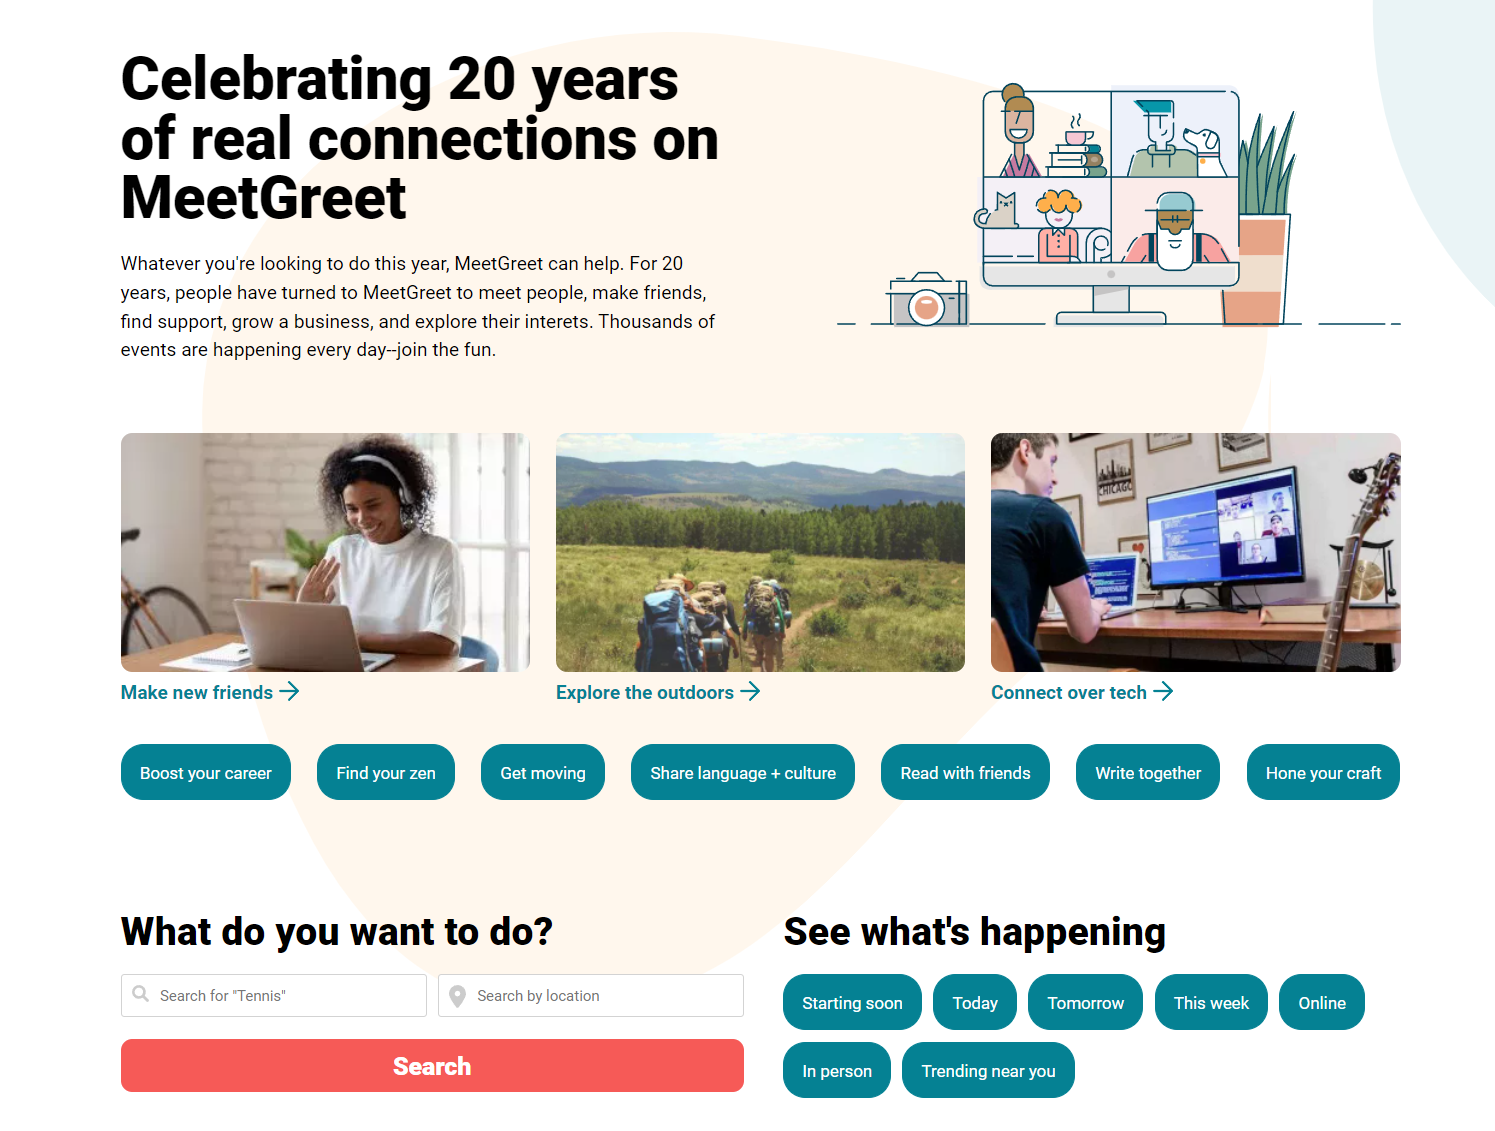 Celebrating 20 years
of real connections on
MeetGreet
Whatever you're looking to do this year, MeetGreet can help. For 20
years, people have turned to MeetGreet to meet people, make friends,
find support, grow a business, and explore their interets. Thousands of
events are happening every day--join the fun.
CHICAGO
Make new friends
Explore the outdoors
Connect over tech
Boost your career
Find your zen
Get moving
Share language + culture
Read with friends
Write together
Hone your craft
What do you want to do?
Search for "Tennis"
Search by location
Search
See what's happening
Starting soon
Today
Tomorrow
This week
Online
In person
Trending near you